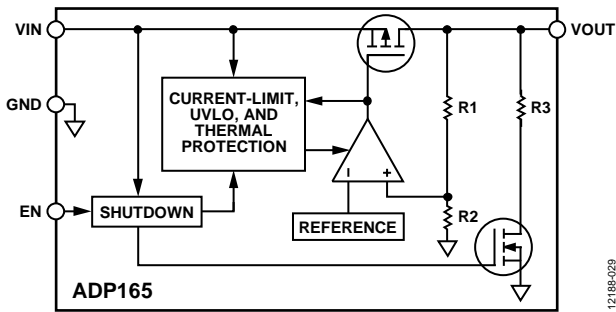 VIN
VOUT
GND
CURRENT-LIMIT,
UVLO, AND
THERMAL
PROTECTION
R1
R3
–
+
EN
SHUTDOWN
REFERENCE
R2
ADP165
12188-029